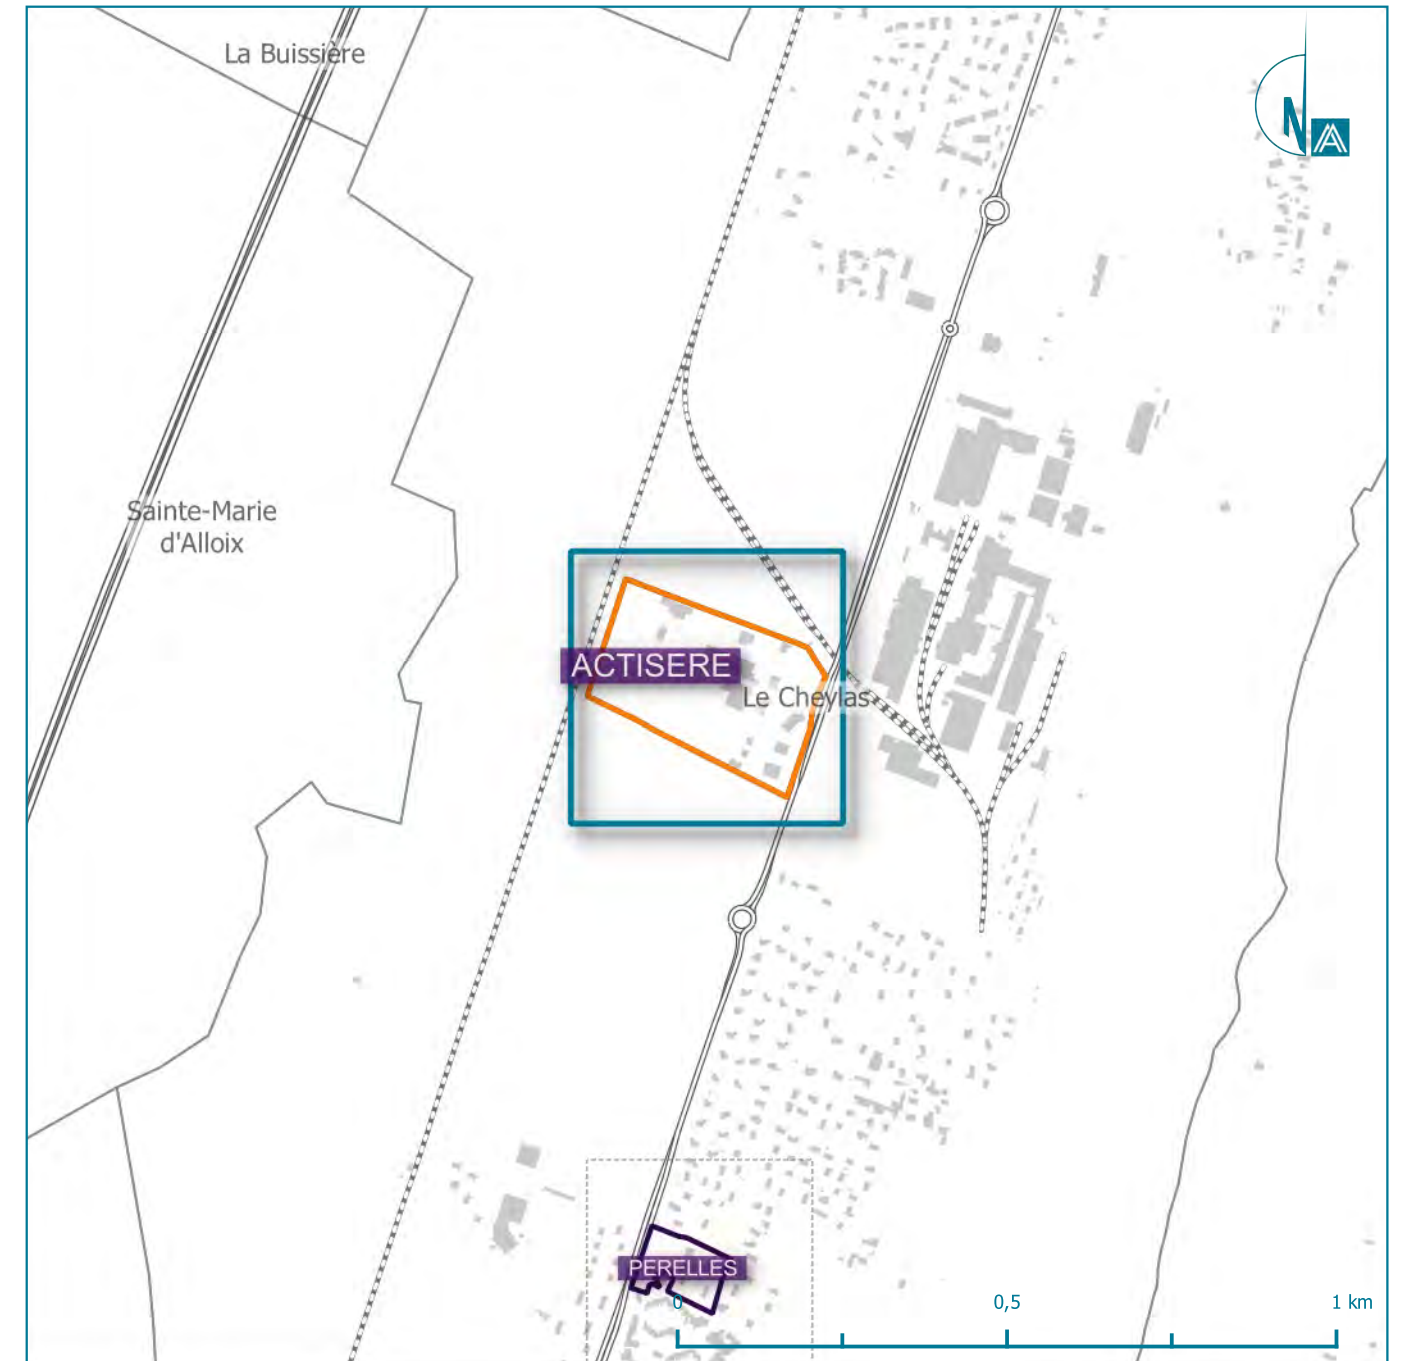 La Buissière
N
Sainte-Marie
d'Alloix
ACTISERE
Le Cheylas
PERELLES
0
0,5
1 km